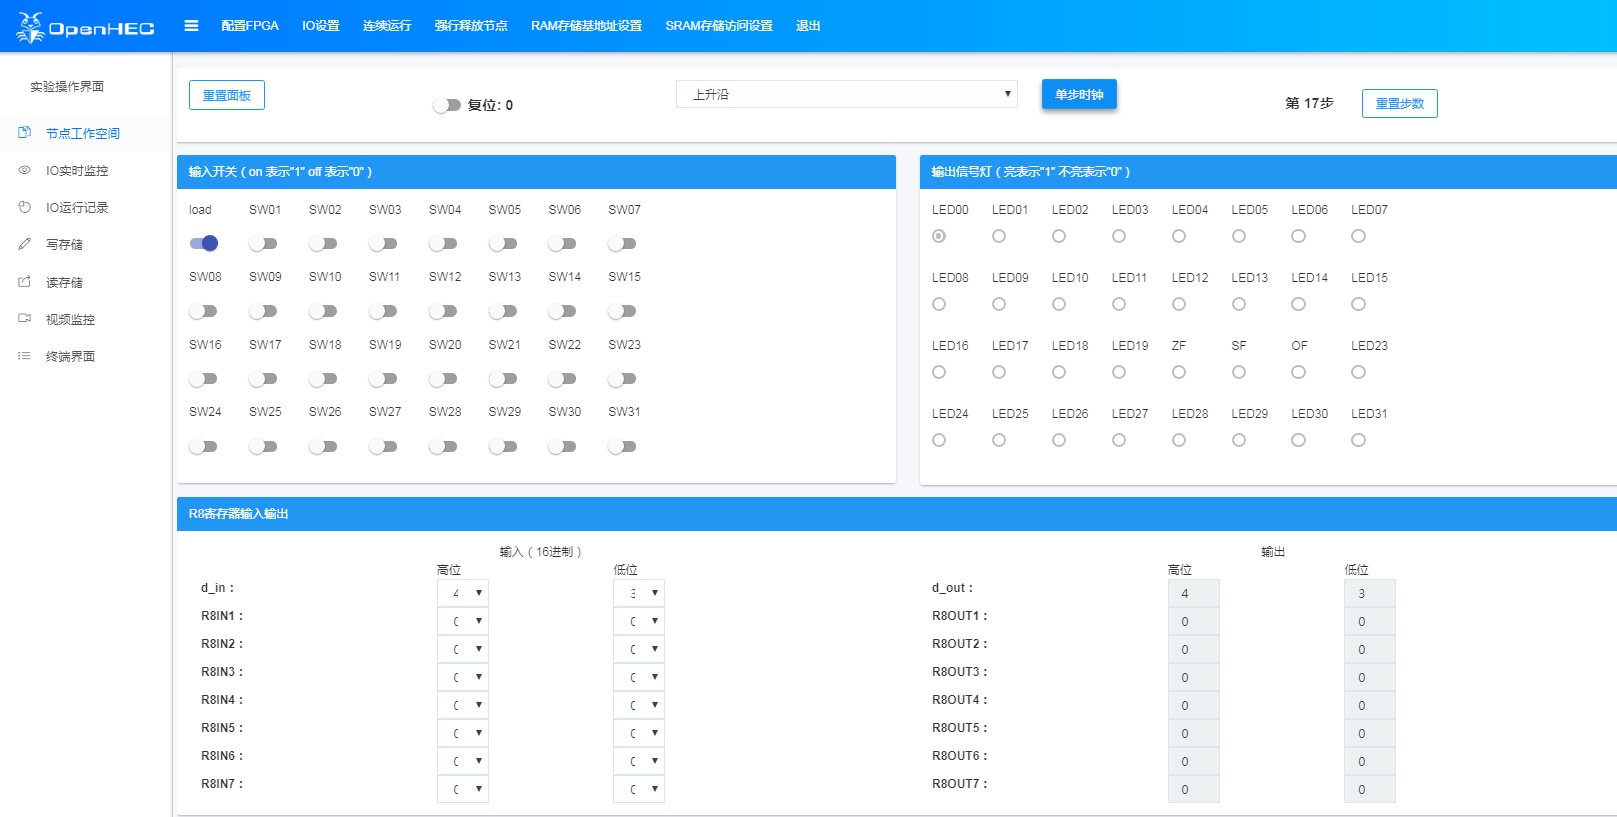 OpenHEC 配置FPGA IO设置 连续运行 强行释放节点 RAM存储基地址设置 SRAM存储访问设置 退出
实验操作界面
节点工作空间
IO实时监控
IO运行记录
写存储
读存储
视频监控
终端界面
重置面板 复位: 0 上升沿 单步时钟 第 17步 重置步数
输入开关（on 表示"1" off 表示"0"）
load SW01 SW02 SW03 SW04 SW05 SW06 SW07
SW08 SW09 SW10 SW11 SW12 SW13 SW14 SW15
SW16 SW17 SW18 SW19 SW20 SW21 SW22 SW23
SW24 SW25 SW26 SW27 SW28 SW29 SW30 SW31
输出信号灯（亮表示"1" 不亮表示"0"）
LED00 LED01 LED02 LED03 LED04 LED05 LED06 LED07
LED08 LED09 LED10 LED11 LED12 LED13 LED14 LED15
LED16 LED17 LED18 LED19 ZF SF OF LED23
LED24 LED25 LED26 LED27 LED28 LED29 LED30 LED31
R8寄存器输入输出
输入（16进制）
高位 低位
d_in： 4 3
R8IN1： 0 0
R8IN2： 0 0
R8IN3： 0 0
R8IN4： 0 0
R8IN5： 0 0
R8IN6： 0 0
R8IN7： 0 0
输出
高位 低位
d_out： 4 3
R8OUT1： 0 0
R8OUT2： 0 0
R8OUT3： 0 0
R8OUT4： 0 0
R8OUT5： 0 0
R8OUT6： 0 0
R8OUT7： 0 0